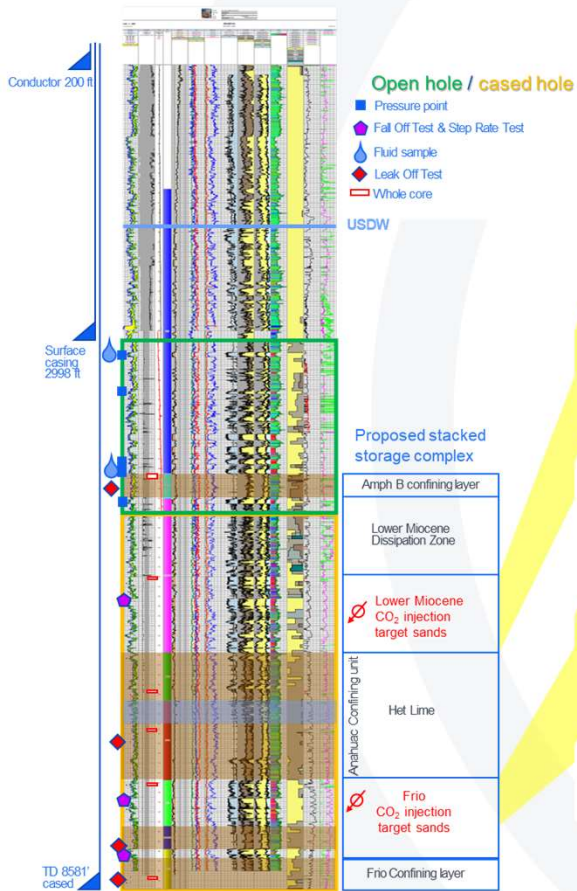 Conductor 200 ft
Open hole / cased hole
Pressure point
Fall Off Test & Step Rate Test
Fluid sample
Leak Off Test
Whole core
USDW
Surface
casing
2998 ft
Proposed stacked
storage complex
Amph B confining layer
Lower Miocene
Dissipation Zone
Lower Miocene
CO₂ injection
target sands
Anahuac Confining unit
Het Lime
Frio
CO₂ injection
target sands
Frio Confining layer
TD 8581'
cased